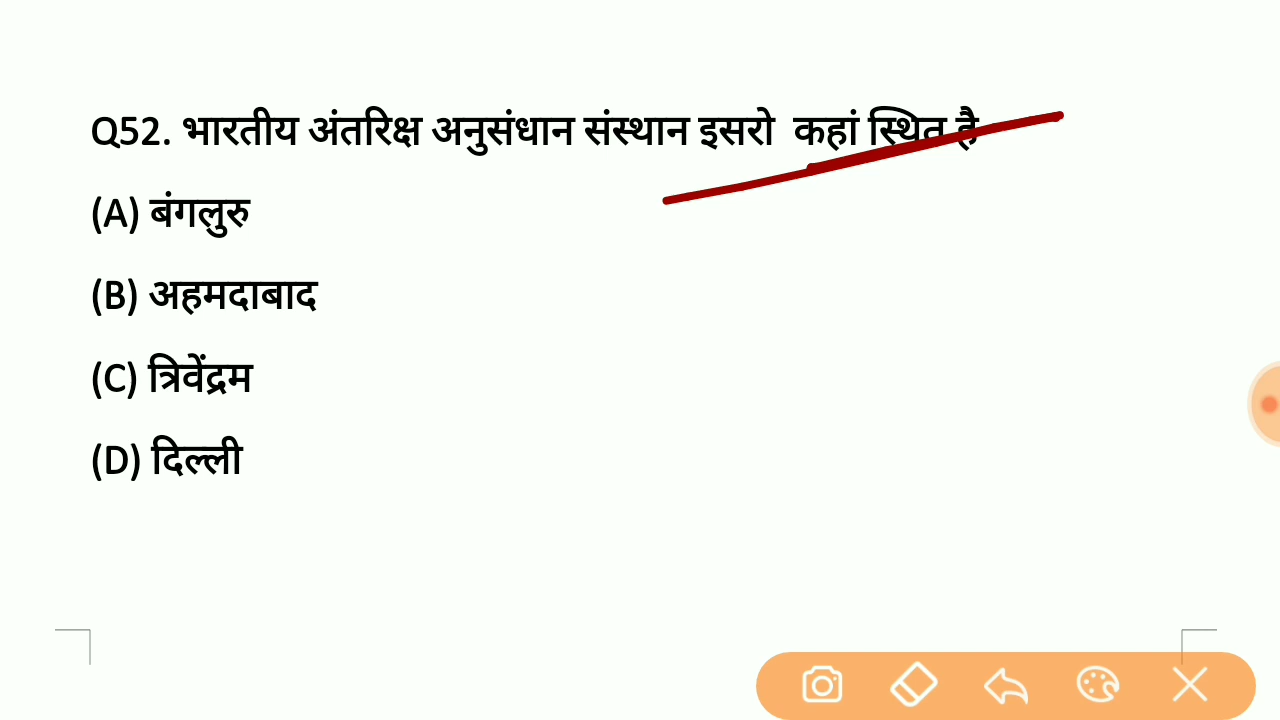 Q52. भारतीय अंतरिक्ष अनुसंधान संस्थान इसरो कहां स्थित है
(A) बंगलुरु
(B) अहमदाबाद
(C) त्रिवेंद्रम
(D) दिल्ली